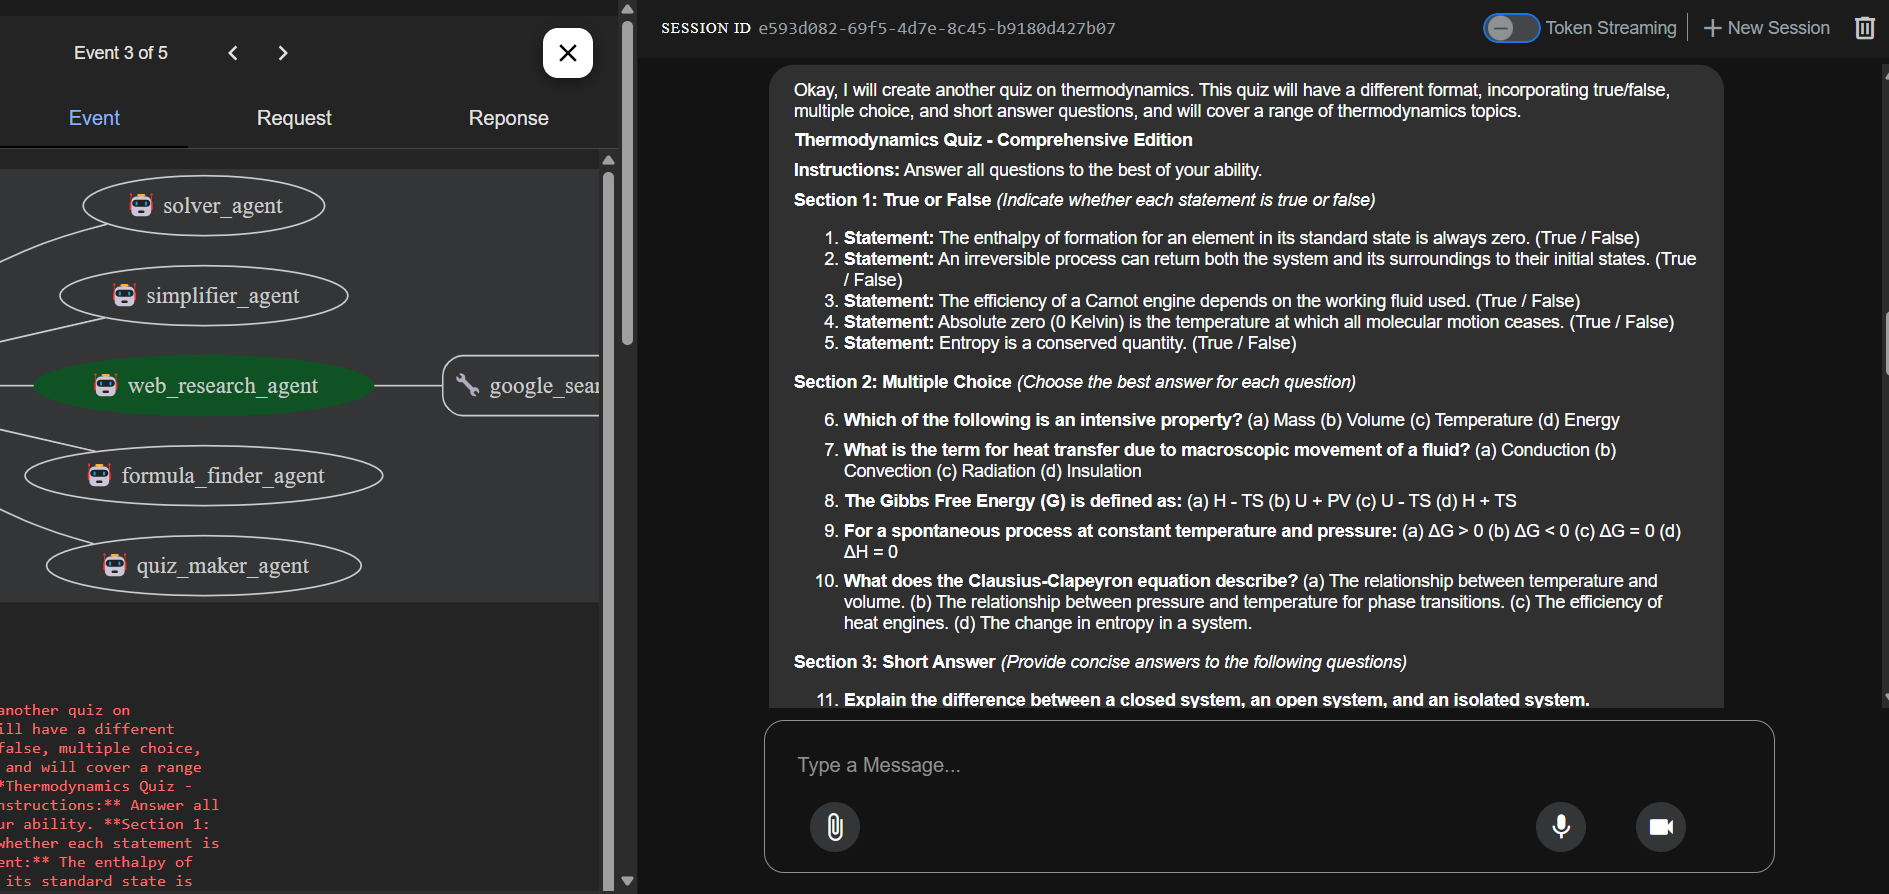 Event 3 of 5
Event
Request
Reponse
solver_agent
simplifier_agent
web_research_agent
google_sear
formula_finder_agent
quiz_maker_agent
another quiz on
ill have a different
false, multiple choice,
and will cover a range
*Thermodynamics Quiz -
nstructions:** Answer all
ur ability. **Section 1:
whether each statement is
ent:** The enthalpy of
its standard state is
SESSION ID e593d082-69f5-4d7e-8c45-b9180d427b07
Token Streaming
New Session
Okay, I will create another quiz on thermodynamics. This quiz will have a different format, incorporating true/false,
multiple choice, and short answer questions, and will cover a range of thermodynamics topics.
Thermodynamics Quiz - Comprehensive Edition
Instructions: Answer all questions to the best of your ability.
Section 1: True or False (Indicate whether each statement is true or false)
1. Statement: The enthalpy of formation for an element in its standard state is always zero. (True / False)
2. Statement: An irreversible process can return both the system and its surroundings to their initial states. (True
/ False)
3. Statement: The efficiency of a Carnot engine depends on the working fluid used. (True / False)
4. Statement: Absolute zero (0 Kelvin) is the temperature at which all molecular motion ceases. (True / False)
5. Statement: Entropy is a conserved quantity. (True / False)
Section 2: Multiple Choice (Choose the best answer for each question)
6. Which of the following is an intensive property? (a) Mass (b) Volume (c) Temperature (d) Energy
7. What is the term for heat transfer due to macroscopic movement of a fluid? (a) Conduction (b)
Convection (c) Radiation (d) Insulation
8. The Gibbs Free Energy (G) is defined as: (a) H - TS (b) U + PV (c) U - TS (d) H + TS
9. For a spontaneous process at constant temperature and pressure: (a) ΔG > 0 (b) ΔG < 0 (c) ΔG = 0 (d)
ΔH = 0
10. What does the Clausius-Clapeyron equation describe? (a) The relationship between temperature and
volume. (b) The relationship between pressure and temperature for phase transitions. (c) The efficiency of
heat engines. (d) The change in entropy in a system.
Section 3: Short Answer (Provide concise answers to the following questions)
11. Explain the difference between a closed system, an open system, and an isolated system.
Type a Message...